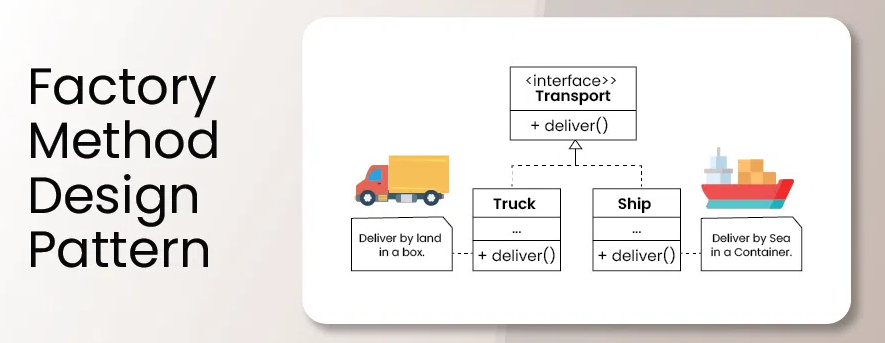 Factory
Method
Design
Pattern
<interface>>
Transport
+ deliver()
Truck
...
+ deliver()
Ship
...
+ deliver()
Deliver by land
in a box.
Deliver by Sea
in a Container.